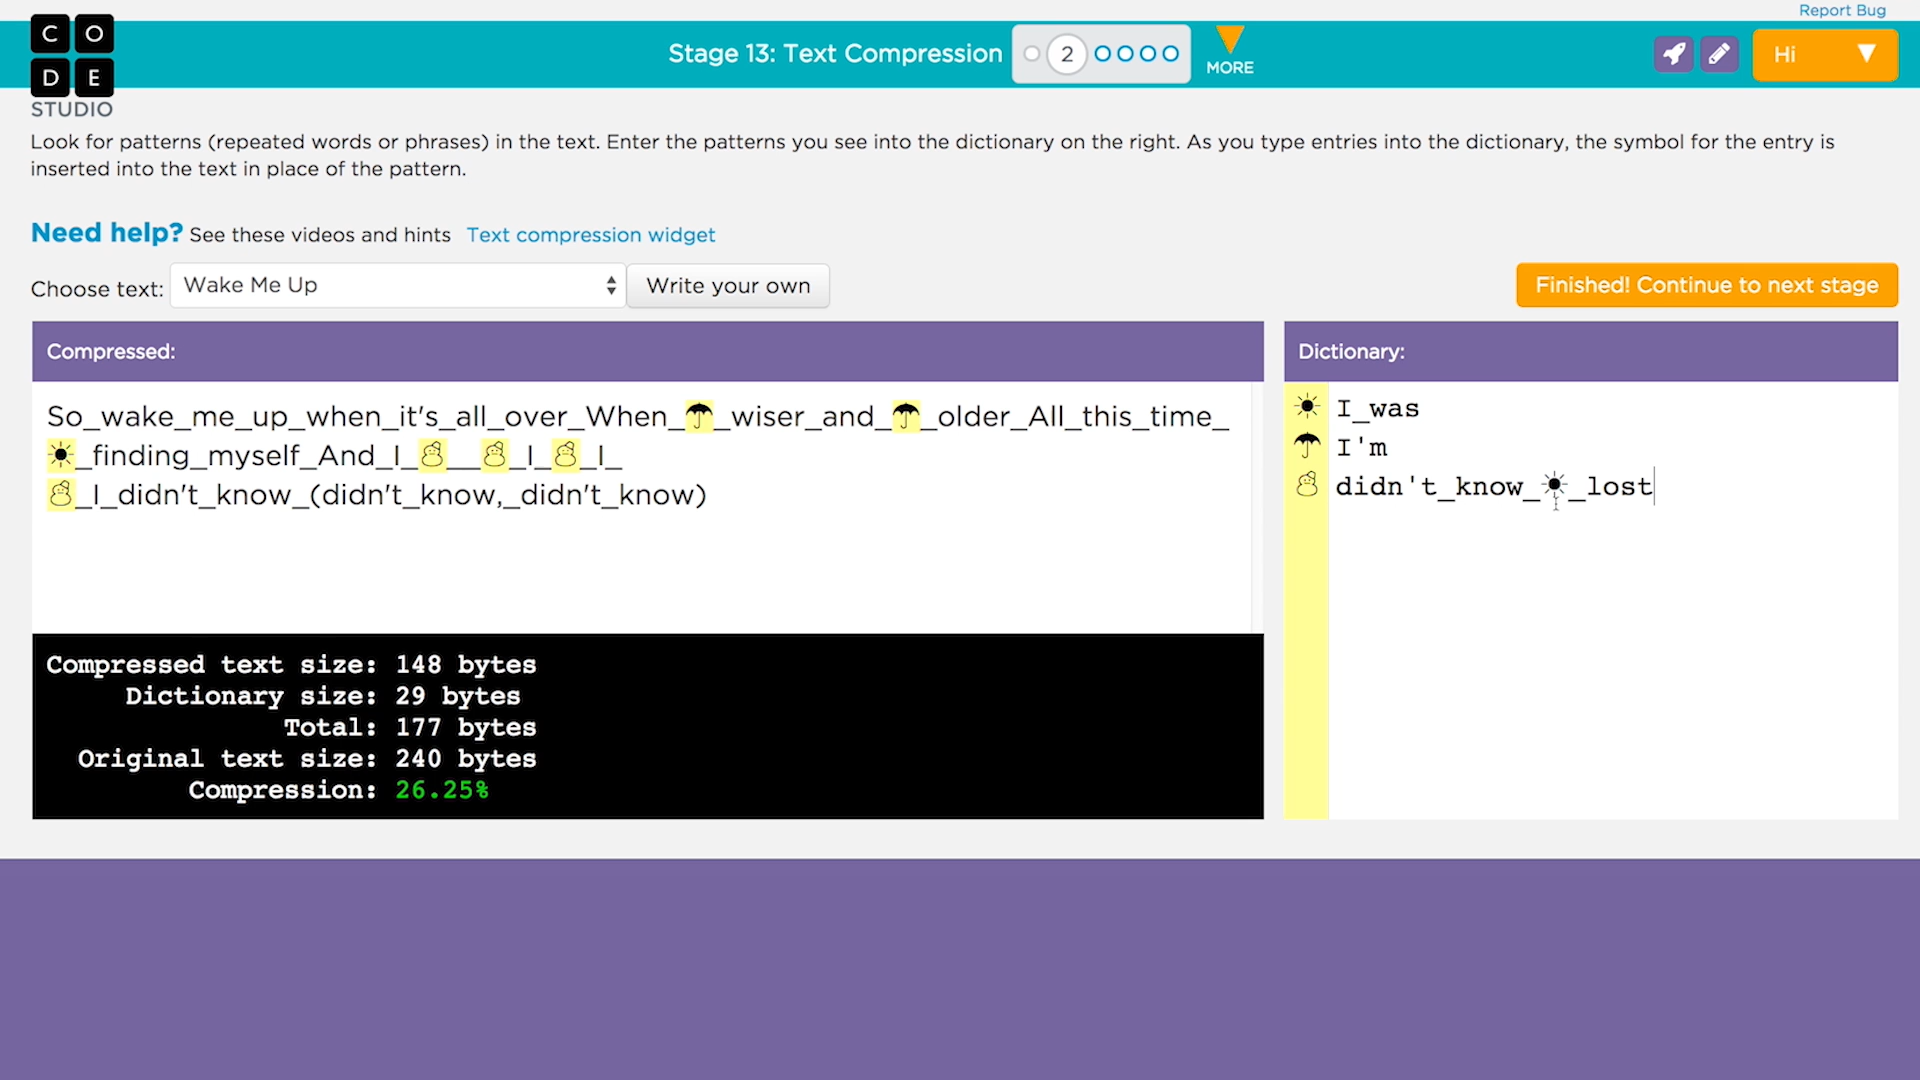 Report Bug
CODE
STUDIO
Stage 13: Text Compression
2
MORE
Hi
Look for patterns (repeated words or phrases) in the text. Enter the patterns you see into the dictionary on the right. As you type entries into the dictionary, the symbol for the entry is
inserted into the text in place of the pattern.
Need help? See these videos and hints Text compression widget
Choose text: Wake Me Up Write your own
Finished! Continue to next stage
Compressed:
So_wake_me_up_when_it's_all_over_When_☂_wiser_and_☂_older_All_this_time_
☀_finding_myself_And_I_☃__☃_I_☃_I_
☃_I_didn't_know_(didn't_know,_didn't_know)
Compressed text size: 148 bytes
Dictionary size: 29 bytes
Total: 177 bytes
Original text size: 240 bytes
Compression: 26.25%
Dictionary:
☀ I_was
☂ I'm
☃ didn't_know_☀_lost